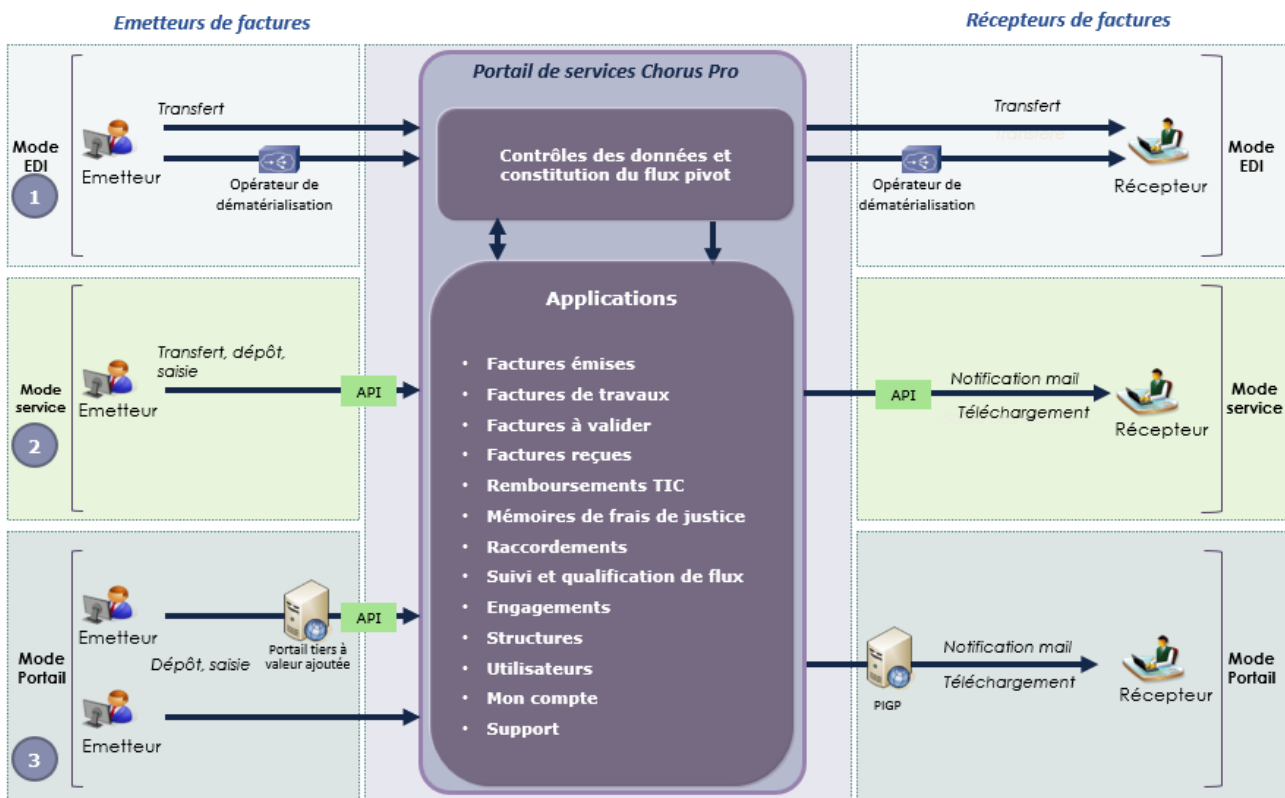 Emetteurs de factures
Récepteurs de factures
Portail de services Chorus Pro
Mode
EDI
1
Emetteur
Transfert
Opérateur de
dématérialisation
Contrôles des données et
constitution du flux pivot
Transfert
Opérateur de
dématérialisation
Récepteur
Mode
EDI
Mode
service
2
Emetteur
Transfert, dépôt,
saisie
API
Applications
• Factures émises
• Factures de travaux
• Factures à valider
• Factures reçues
• Remboursements TIC
• Mémoires de frais de justice
• Raccordements
• Suivi et qualification de flux
• Engagements
• Structures
• Utilisateurs
• Mon compte
• Support
API
Notification mail
Téléchargement
Récepteur
Mode
service
Mode
Portail
3
Emetteur
Dépôt, saisie
Portail tiers à
valeur ajoutée
API
Emetteur
PIGP
Notification mail
Téléchargement
Récepteur
Mode
Portail